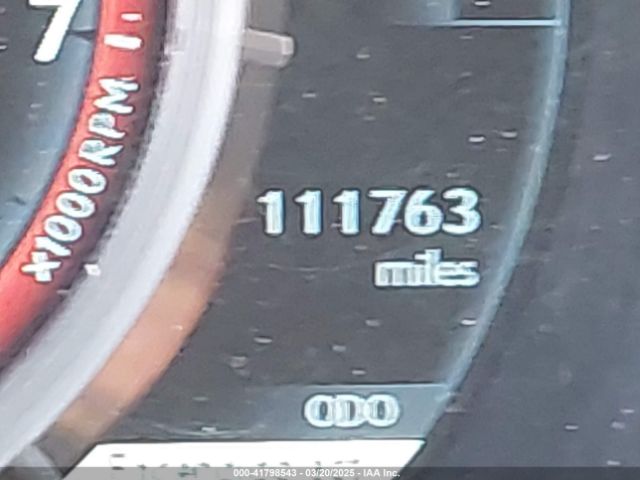 7
x1000RPM
111763
miles
ODO
000-41798543 - 03/20/2025 - IAA Inc.